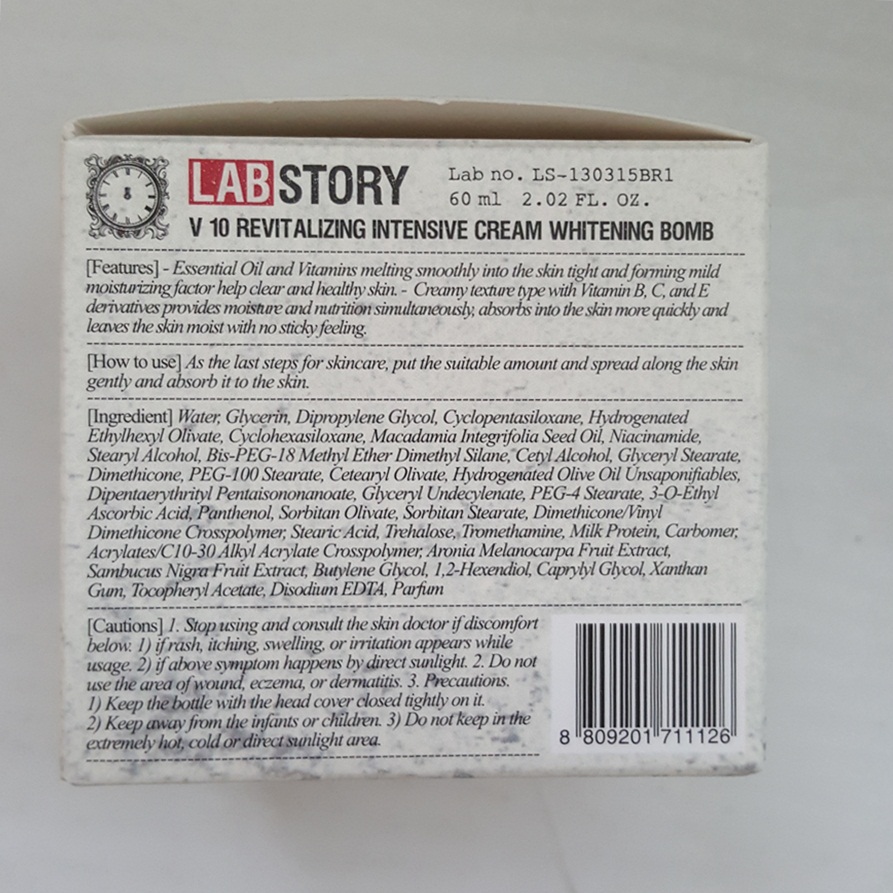 LAB STORY
Lab no. LS-130315BR1
60 ml 2.02 FL. OZ.
V 10 REVITALIZING INTENSIVE CREAM WHITENING BOMB
[Features] - Essential Oil and Vitamins melting smoothly into the skin tight and forming mild
moisturizing factor help clear and healthy skin. - Creamy texture type with Vitamin B, C, and E
derivatives provides moisture and nutrition simultaneously, absorbs into the skin more quickly and
leaves the skin moist with no sticky feeling.
[How to use] As the last steps for skincare, put the suitable amount and spread along the skin
gently and absorb it to the skin.
[Ingredient] Water, Glycerin, Dipropylene Glycol, Cyclopentasiloxane, Hydrogenated
Ethylhexyl Olivate, Cyclohexasiloxane, Macadamia Integrifolia Seed Oil, Niacinamide,
Stearyl Alcohol, Bis-PEG-18 Methyl Ether Dimethyl Silane, Cetyl Alcohol, Glyceryl Stearate,
Dimethicone, PEG-100 Stearate, Cetearyl Olivate, Hydrogenated Olive Oil Unsaponifiables,
Dipentaerythrityl Pentaisononanoate, Glyceryl Undecylenate, PEG-4 Stearate, 3-O-Ethyl
Ascorbic Acid, Panthenol, Sorbitan Olivate, Sorbitan Stearate, Dimethicone/Vinyl
Dimethicone Crosspolymer, Stearic Acid, Trehalose, Tromethamine, Milk Protein, Carbomer,
Acrylates/C10-30 Alkyl Acrylate Crosspolymer, Aronia Melanocarpa Fruit Extract,
Sambucus Nigra Fruit Extract, Butylene Glycol, 1,2-Hexendiol, Caprylyl Glycol, Xanthan
Gum, Tocopheryl Acetate, Disodium EDTA, Parfum
[Cautions] 1. Stop using and consult the skin doctor if discomfort
below. 1) if rash, itching, swelling, or irritation appears while
usage. 2) if above symptom happens by direct sunlight. 2. Do not
use the area of wound, eczema, or dermatitis. 3. Precautions.
1) Keep the bottle with the head cover closed tightly on it.
2) Keep away from the infants or children. 3) Do not keep in the
extremely hot, cold or direct sunlight area.
8 809201 711126